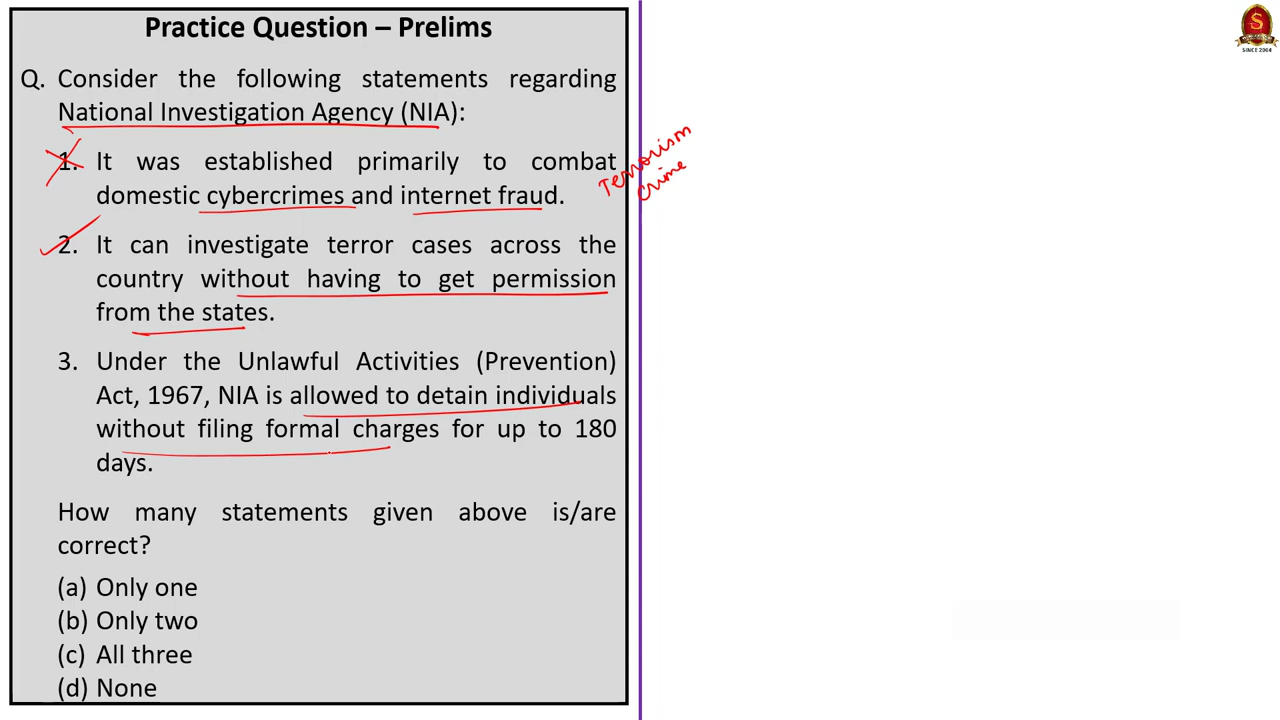 Practice Question – Prelims
Q. Consider the following statements regarding
National Investigation Agency (NIA):
1. It was established primarily to combat
domestic cybercrimes and internet fraud.
Terrorism
Crime
2. It can investigate terror cases across the
country without having to get permission
from the states.
3. Under the Unlawful Activities (Prevention)
Act, 1967, NIA is allowed to detain individuals
without filing formal charges for up to 180
days.
How many statements given above is/are
correct?
(a) Only one
(b) Only two
(c) All three
(d) None
S
SINCE 2004